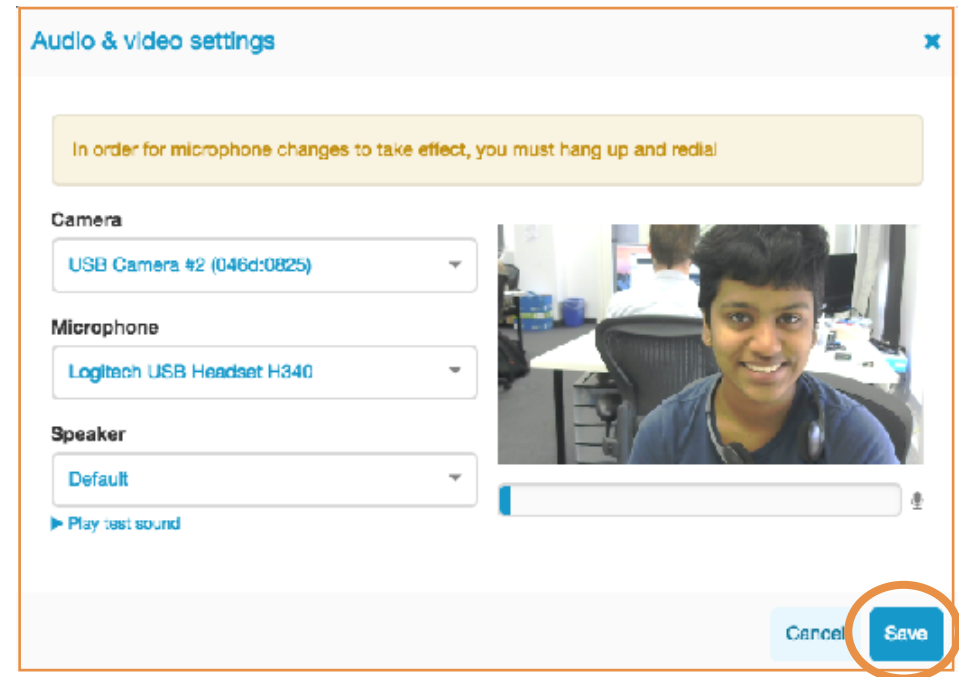 Audio & video settings
In order for microphone changes to take effect, you must hang up and redial
Camera
USB Camera #2 (046d:0825)
Microphone
Logitech USB Headset H340
Speaker
Default
Play test sound
Cancel
Save